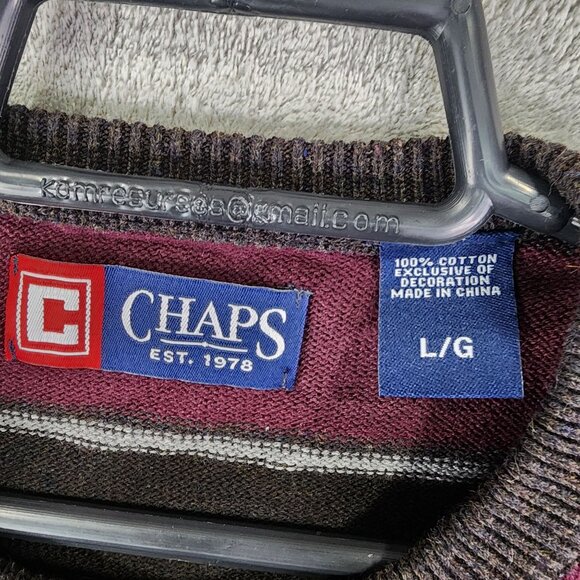 C
CHAPS
EST. 1978
100% COTTON
EXCLUSIVE OF
DECORATION
MADE IN CHINA
L/G